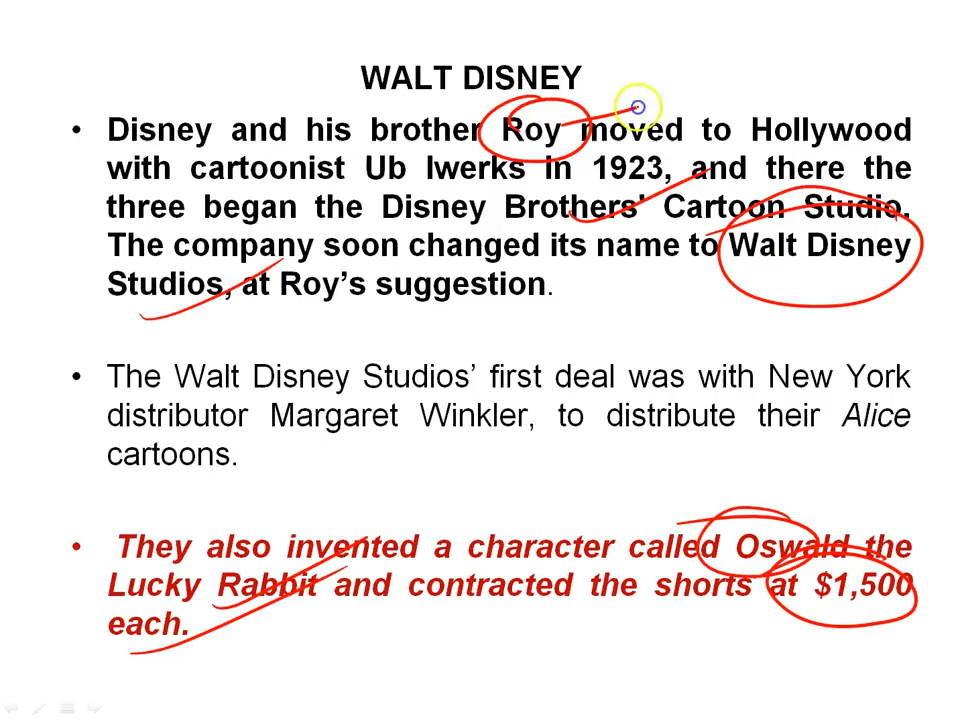 WALT DISNEY
• Disney and his brother Roy moved to Hollywood
with cartoonist Ub Iwerks in 1923, and there the
three began the Disney Brothers' Cartoon Studio.
The company soon changed its name to Walt Disney
Studios, at Roy's suggestion.
• The Walt Disney Studios' first deal was with New York
distributor Margaret Winkler, to distribute their Alice
cartoons.
• They also invented a character called Oswald the
Lucky Rabbit and contracted the shorts at $1,500
each.